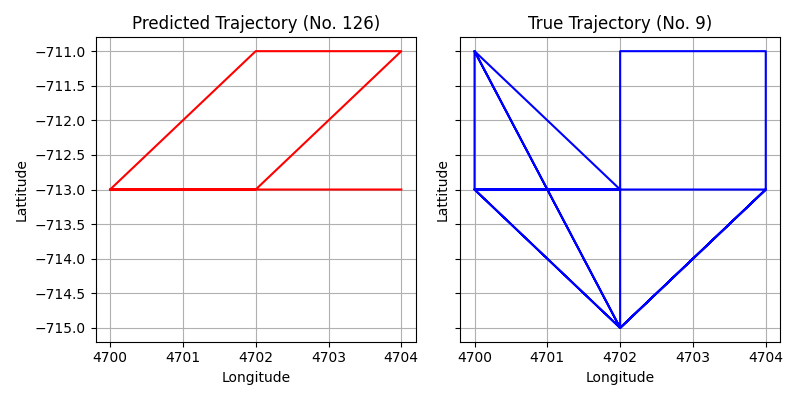 Predicted Trajectory (No. 126)
True Trajectory (No. 9)
−711.0
−711.5
−712.0
−712.5
−713.0
−713.5
−714.0
−714.5
−715.0
Lattitude
Lattitude
4700 4701 4702 4703 4704
4700 4701 4702 4703 4704
Longitude
Longitude